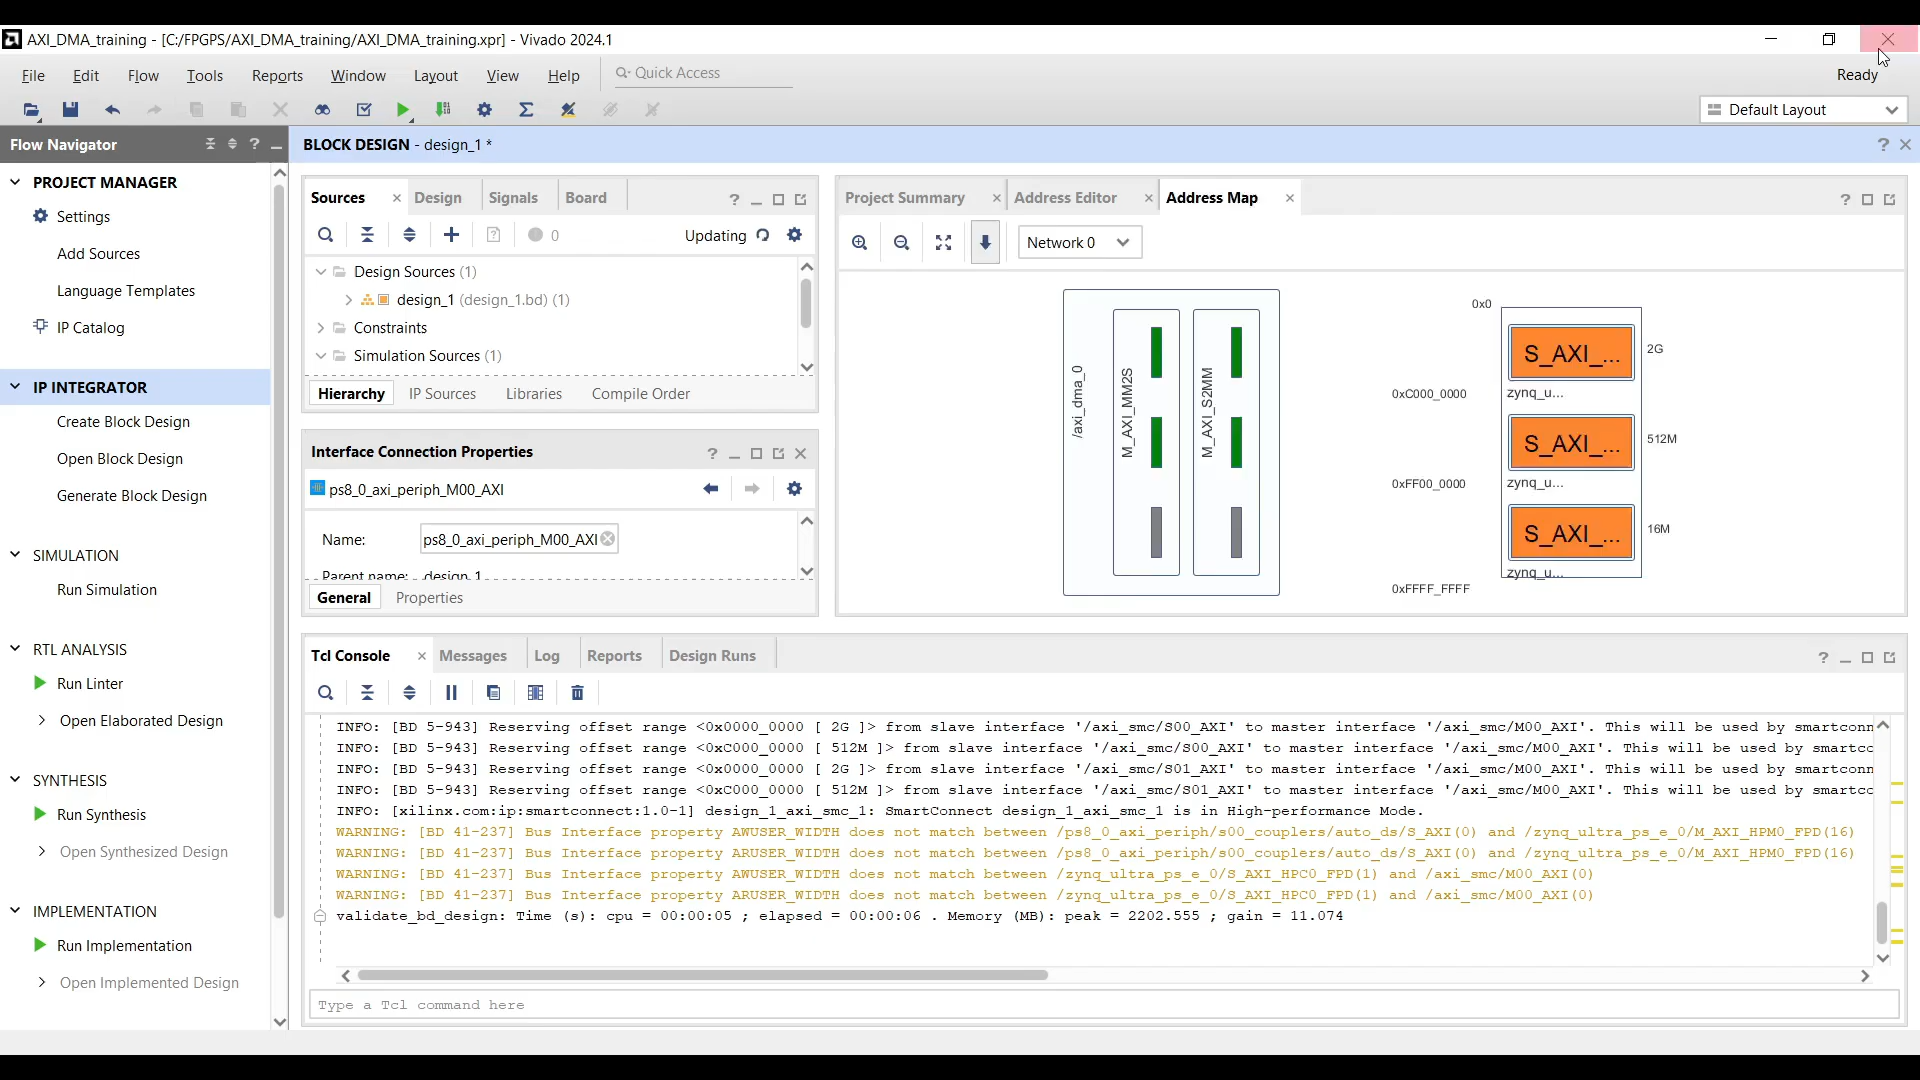 AXI_DMA_training - [C:/FPGPS/AXI_DMA_training/AXI_DMA_training.xpr] - Vivado 2024.1
File Edit Flow Tools Reports Window Layout View Help Quick Access
Ready
Default Layout
Flow Navigator
BLOCK DESIGN - design_1 *
PROJECT MANAGER
Settings
Add Sources
Language Templates
IP Catalog
IP INTEGRATOR
Create Block Design
Open Block Design
Generate Block Design
SIMULATION
Run Simulation
RTL ANALYSIS
Run Linter
Open Elaborated Design
SYNTHESIS
Run Synthesis
Open Synthesized Design
IMPLEMENTATION
Run Implementation
Open Implemented Design
Sources Design Signals Board
0 Updating
Design Sources (1)
design_1 (design_1.bd) (1)
Constraints
Simulation Sources (1)
Hierarchy IP Sources Libraries Compile Order
Interface Connection Properties
ps8_0_axi_periph_M00_AXI
Name: ps8_0_axi_periph_M00_AXI
Parent name: design_1
General Properties
Project Summary Address Editor Address Map
Network 0
/axi_dma_0
M_AXI_MM2S
M_AXI_S2MM
0x0
S_AXI_... 2G
0xC000_0000 zynq_u...
S_AXI_... 512M
0xFF00_0000 zynq_u...
S_AXI_... 16M
zynq_u...
0xFFFF_FFFF
Tcl Console Messages Log Reports Design Runs
INFO: [BD 5-943] Reserving offset range <0x0000_0000 [ 2G ]> from slave interface '/axi_smc/S00_AXI' to master interface '/axi_smc/M00_AXI'. This will be used by smartconn
INFO: [BD 5-943] Reserving offset range <0xC000_0000 [ 512M ]> from slave interface '/axi_smc/S00_AXI' to master interface '/axi_smc/M00_AXI'. This will be used by smartco
INFO: [BD 5-943] Reserving offset range <0x0000_0000 [ 2G ]> from slave interface '/axi_smc/S01_AXI' to master interface '/axi_smc/M00_AXI'. This will be used by smartconn
INFO: [BD 5-943] Reserving offset range <0xC000_0000 [ 512M ]> from slave interface '/axi_smc/S01_AXI' to master interface '/axi_smc/M00_AXI'. This will be used by smartco
INFO: [xilinx.com:ip:smartconnect:1.0-1] design_1_axi_smc_1: SmartConnect design_1_axi_smc_1 is in High-performance Mode.
WARNING: [BD 41-237] Bus Interface property AWUSER_WIDTH does not match between /ps8_0_axi_periph/s00_couplers/auto_ds/S_AXI(0) and /zynq_ultra_ps_e_0/M_AXI_HPM0_FPD(16)
WARNING: [BD 41-237] Bus Interface property ARUSER_WIDTH does not match between /ps8_0_axi_periph/s00_couplers/auto_ds/S_AXI(0) and /zynq_ultra_ps_e_0/M_AXI_HPM0_FPD(16)
WARNING: [BD 41-237] Bus Interface property AWUSER_WIDTH does not match between /zynq_ultra_ps_e_0/S_AXI_HPC0_FPD(1) and /axi_smc/M00_AXI(0)
WARNING: [BD 41-237] Bus Interface property ARUSER_WIDTH does not match between /zynq_ultra_ps_e_0/S_AXI_HPC0_FPD(1) and /axi_smc/M00_AXI(0)
validate_bd_design: Time (s): cpu = 00:00:05 ; elapsed = 00:00:06 . Memory (MB): peak = 2202.555 ; gain = 11.074
Type a Tcl command here